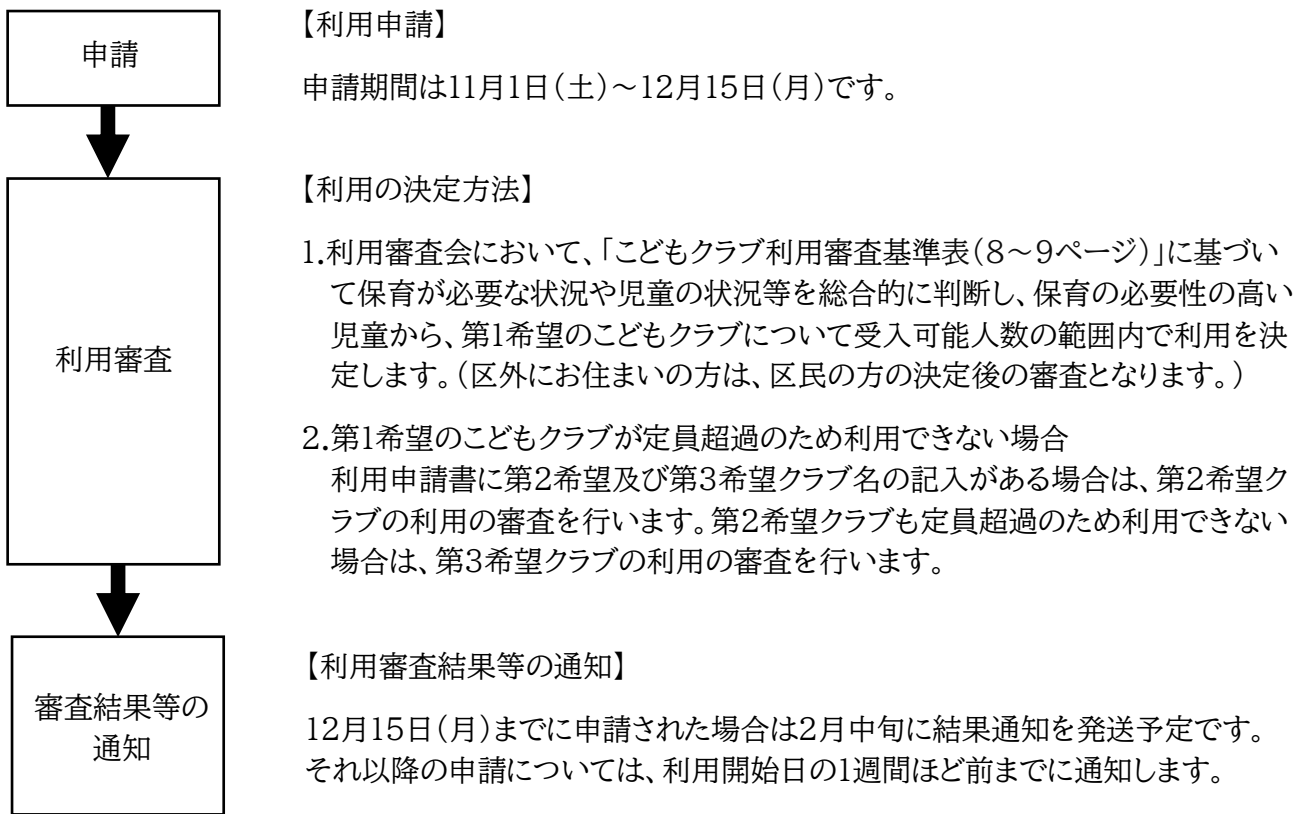 申請
【利用申請】
申請期間は11月1日(土)~12月15日(月)です。
利用審査
【利用の決定方法】
1.利用審査会において、「こどもクラブ利用審査基準表(8~9ページ)」に基づい
て保育が必要な状況や児童の状況等を総合的に判断し、保育の必要性の高い
児童から、第1希望のこどもクラブについて受入可能人数の範囲内で利用を決
定します。(区外にお住まいの方は、区民の方の決定後の審査となります。)
2.第1希望のこどもクラブが定員超過のため利用できない場合
利用申請書に第2希望及び第3希望クラブ名の記入がある場合は、第2希望ク
ラブの利用の審査を行います。第2希望クラブも定員超過のため利用できない
場合は、第3希望クラブの利用の審査を行います。
審査結果等の
通知
【利用審査結果等の通知】
12月15日(月)までに申請された場合は2月中旬に結果通知を発送予定です。
それ以降の申請については、利用開始日の1週間ほど前までに通知します。